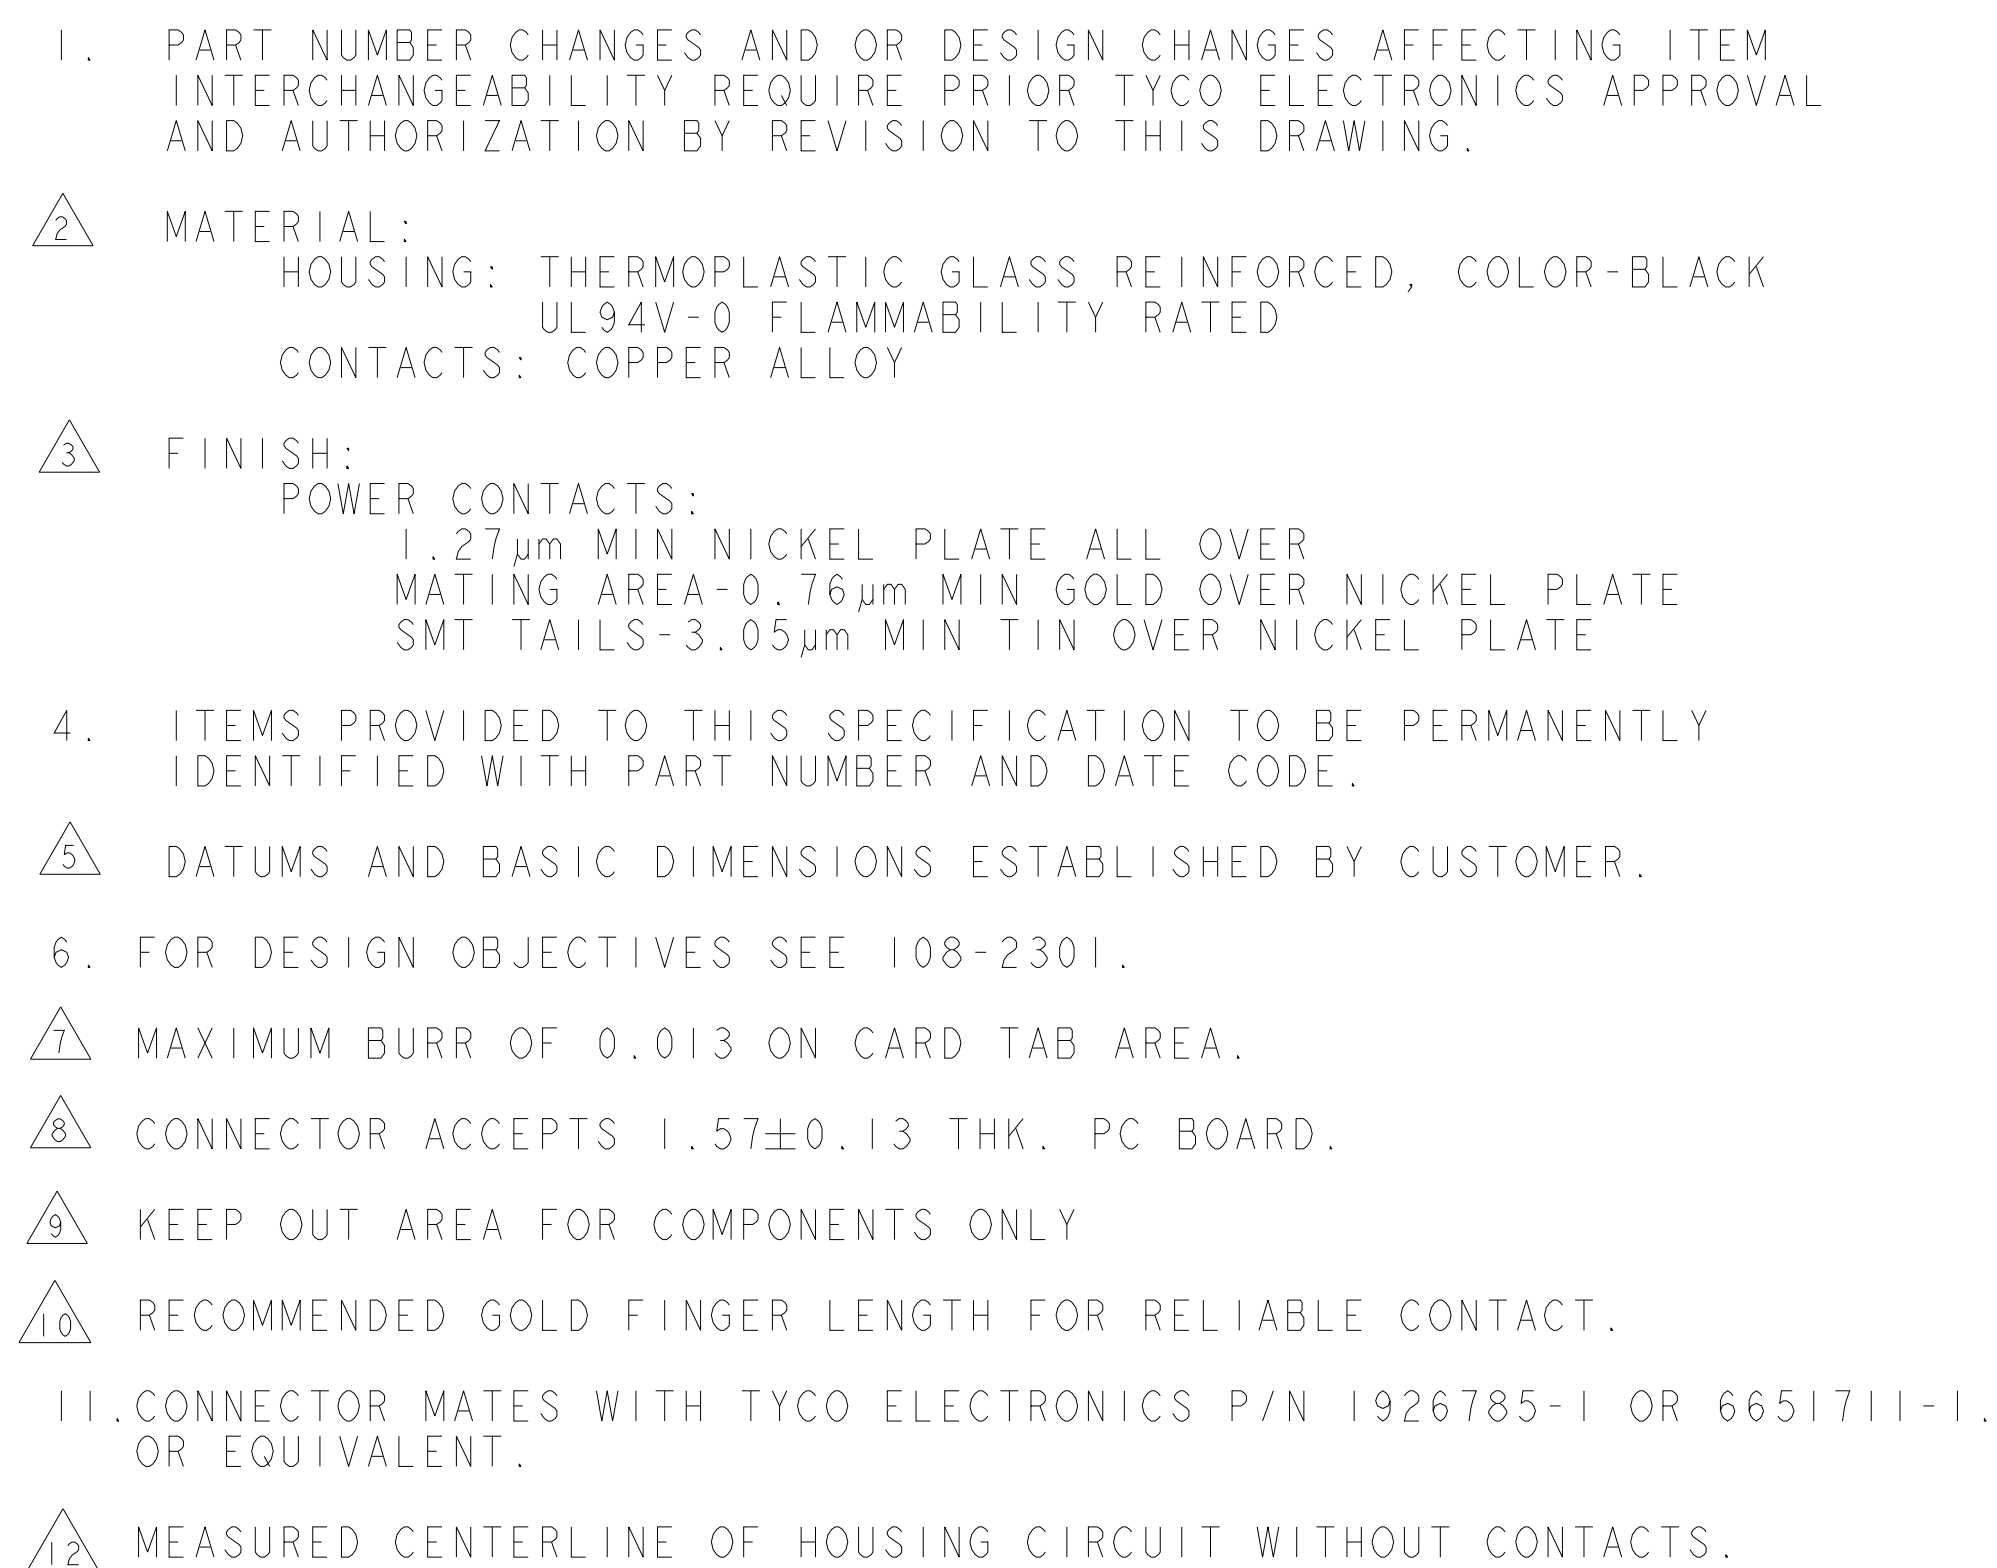 1. PART NUMBER CHANGES AND OR DESIGN CHANGES AFFECTING ITEM
INTERCHANGEABILITY REQUIRE PRIOR TYCO ELECTRONICS APPROVAL
AND AUTHORIZATION BY REVISION TO THIS DRAWING.
2 MATERIAL:
HOUSING: THERMOPLASTIC GLASS REINFORCED, COLOR-BLACK
UL94V-0 FLAMMABILITY RATED
CONTACTS: COPPER ALLOY
3 FINISH:
POWER CONTACTS:
1.27µm MIN NICKEL PLATE ALL OVER
MATING AREA-0.76µm MIN GOLD OVER NICKEL PLATE
SMT TAILS-3.05µm MIN TIN OVER NICKEL PLATE
4. ITEMS PROVIDED TO THIS SPECIFICATION TO BE PERMANENTLY
IDENTIFIED WITH PART NUMBER AND DATE CODE.
5 DATUMS AND BASIC DIMENSIONS ESTABLISHED BY CUSTOMER.
6. FOR DESIGN OBJECTIVES SEE 108-2301.
7 MAXIMUM BURR OF 0.013 ON CARD TAB AREA.
8 CONNECTOR ACCEPTS 1.57±0.13 THK. PC BOARD.
9 KEEP OUT AREA FOR COMPONENTS ONLY
10 RECOMMENDED GOLD FINGER LENGTH FOR RELIABLE CONTACT.
11. CONNECTOR MATES WITH TYCO ELECTRONICS P/N 1926785-1 OR 6651711-1.
OR EQUIVALENT.
12 MEASURED CENTERLINE OF HOUSING CIRCUIT WITHOUT CONTACTS.